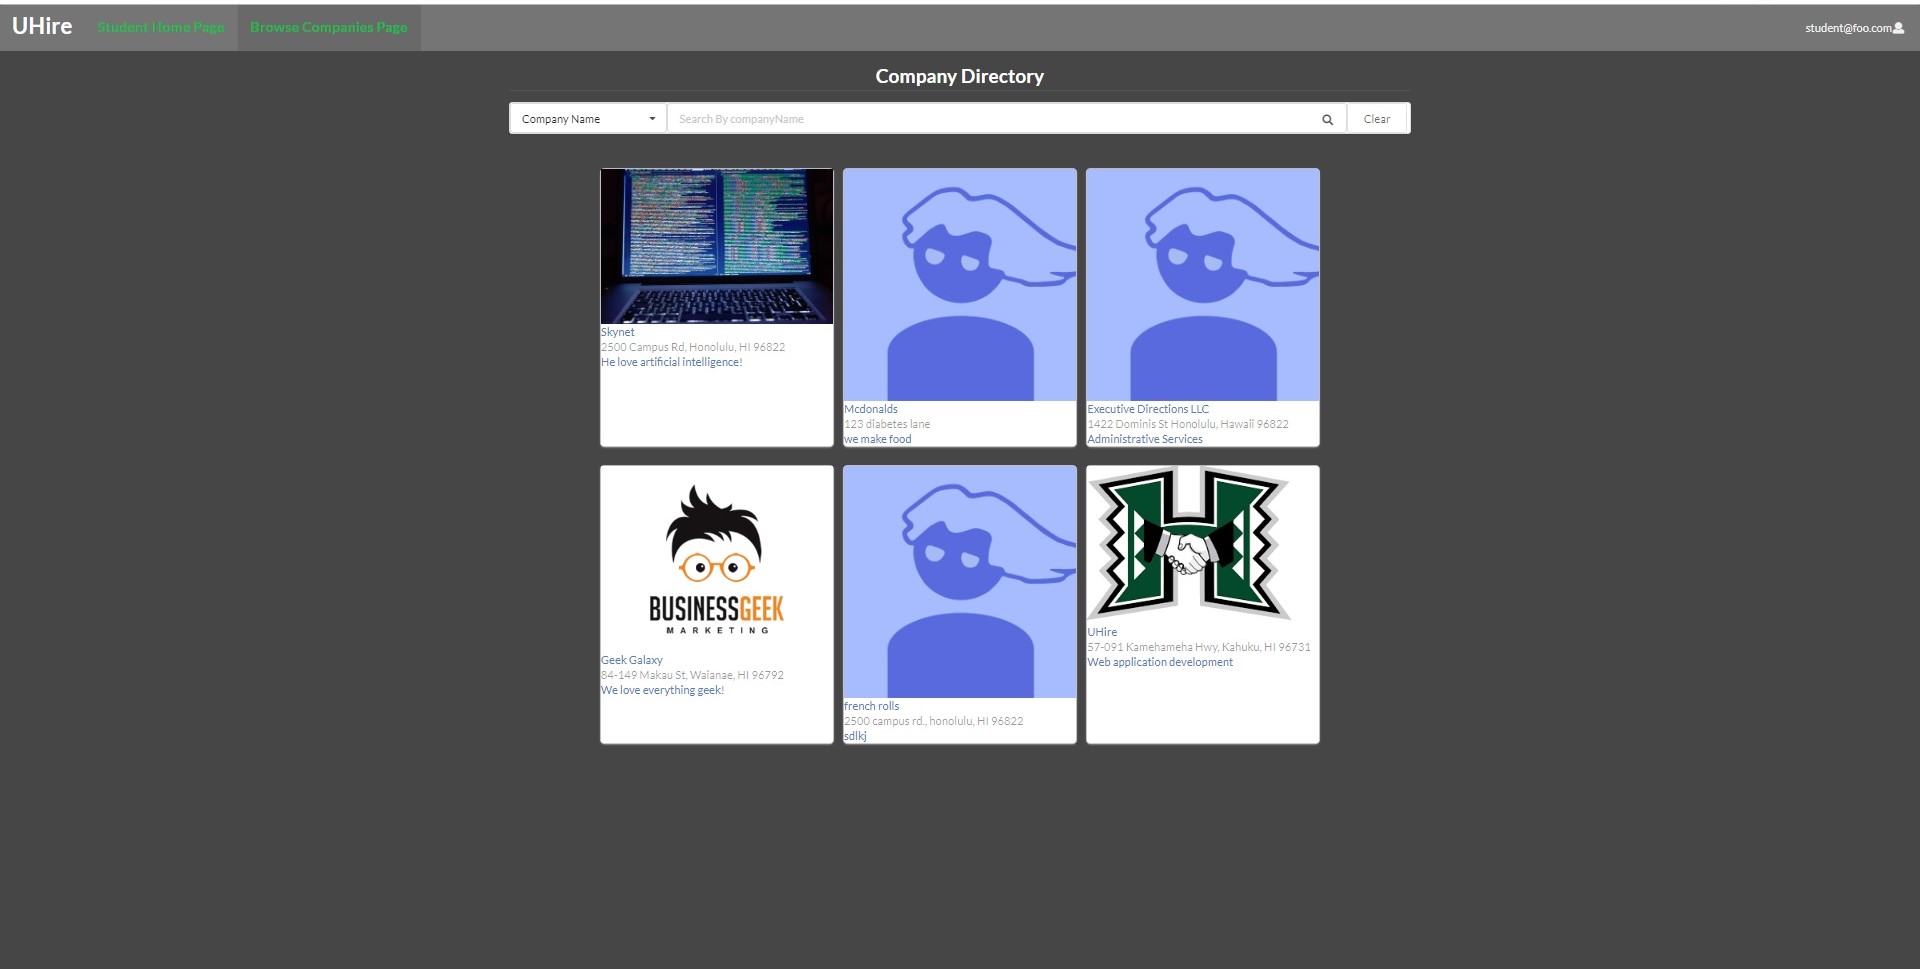 UHire Student Home Page Browse Companies Page student@foo.com
Company Directory
Company Name Search By companyName Clear
Skynet
2500 Campus Rd, Honolulu, HI 96822
He love artificial intelligence!
Mcdonalds
123 diabetes lane
we make food
Executive Directions LLC
1422 Dominis St Honolulu, Hawaii 96822
Administrative Services
BUSINESSGEEK
MARKETING
Geek Galaxy
84-149 Makau St, Waianae, HI 96792
We love everything geek!
french rolls
2500 campus rd., honolulu, HI 96822
sdlkj
UHire
57-091 Kamehameha Hwy, Kahuku, HI 96731
Web application development